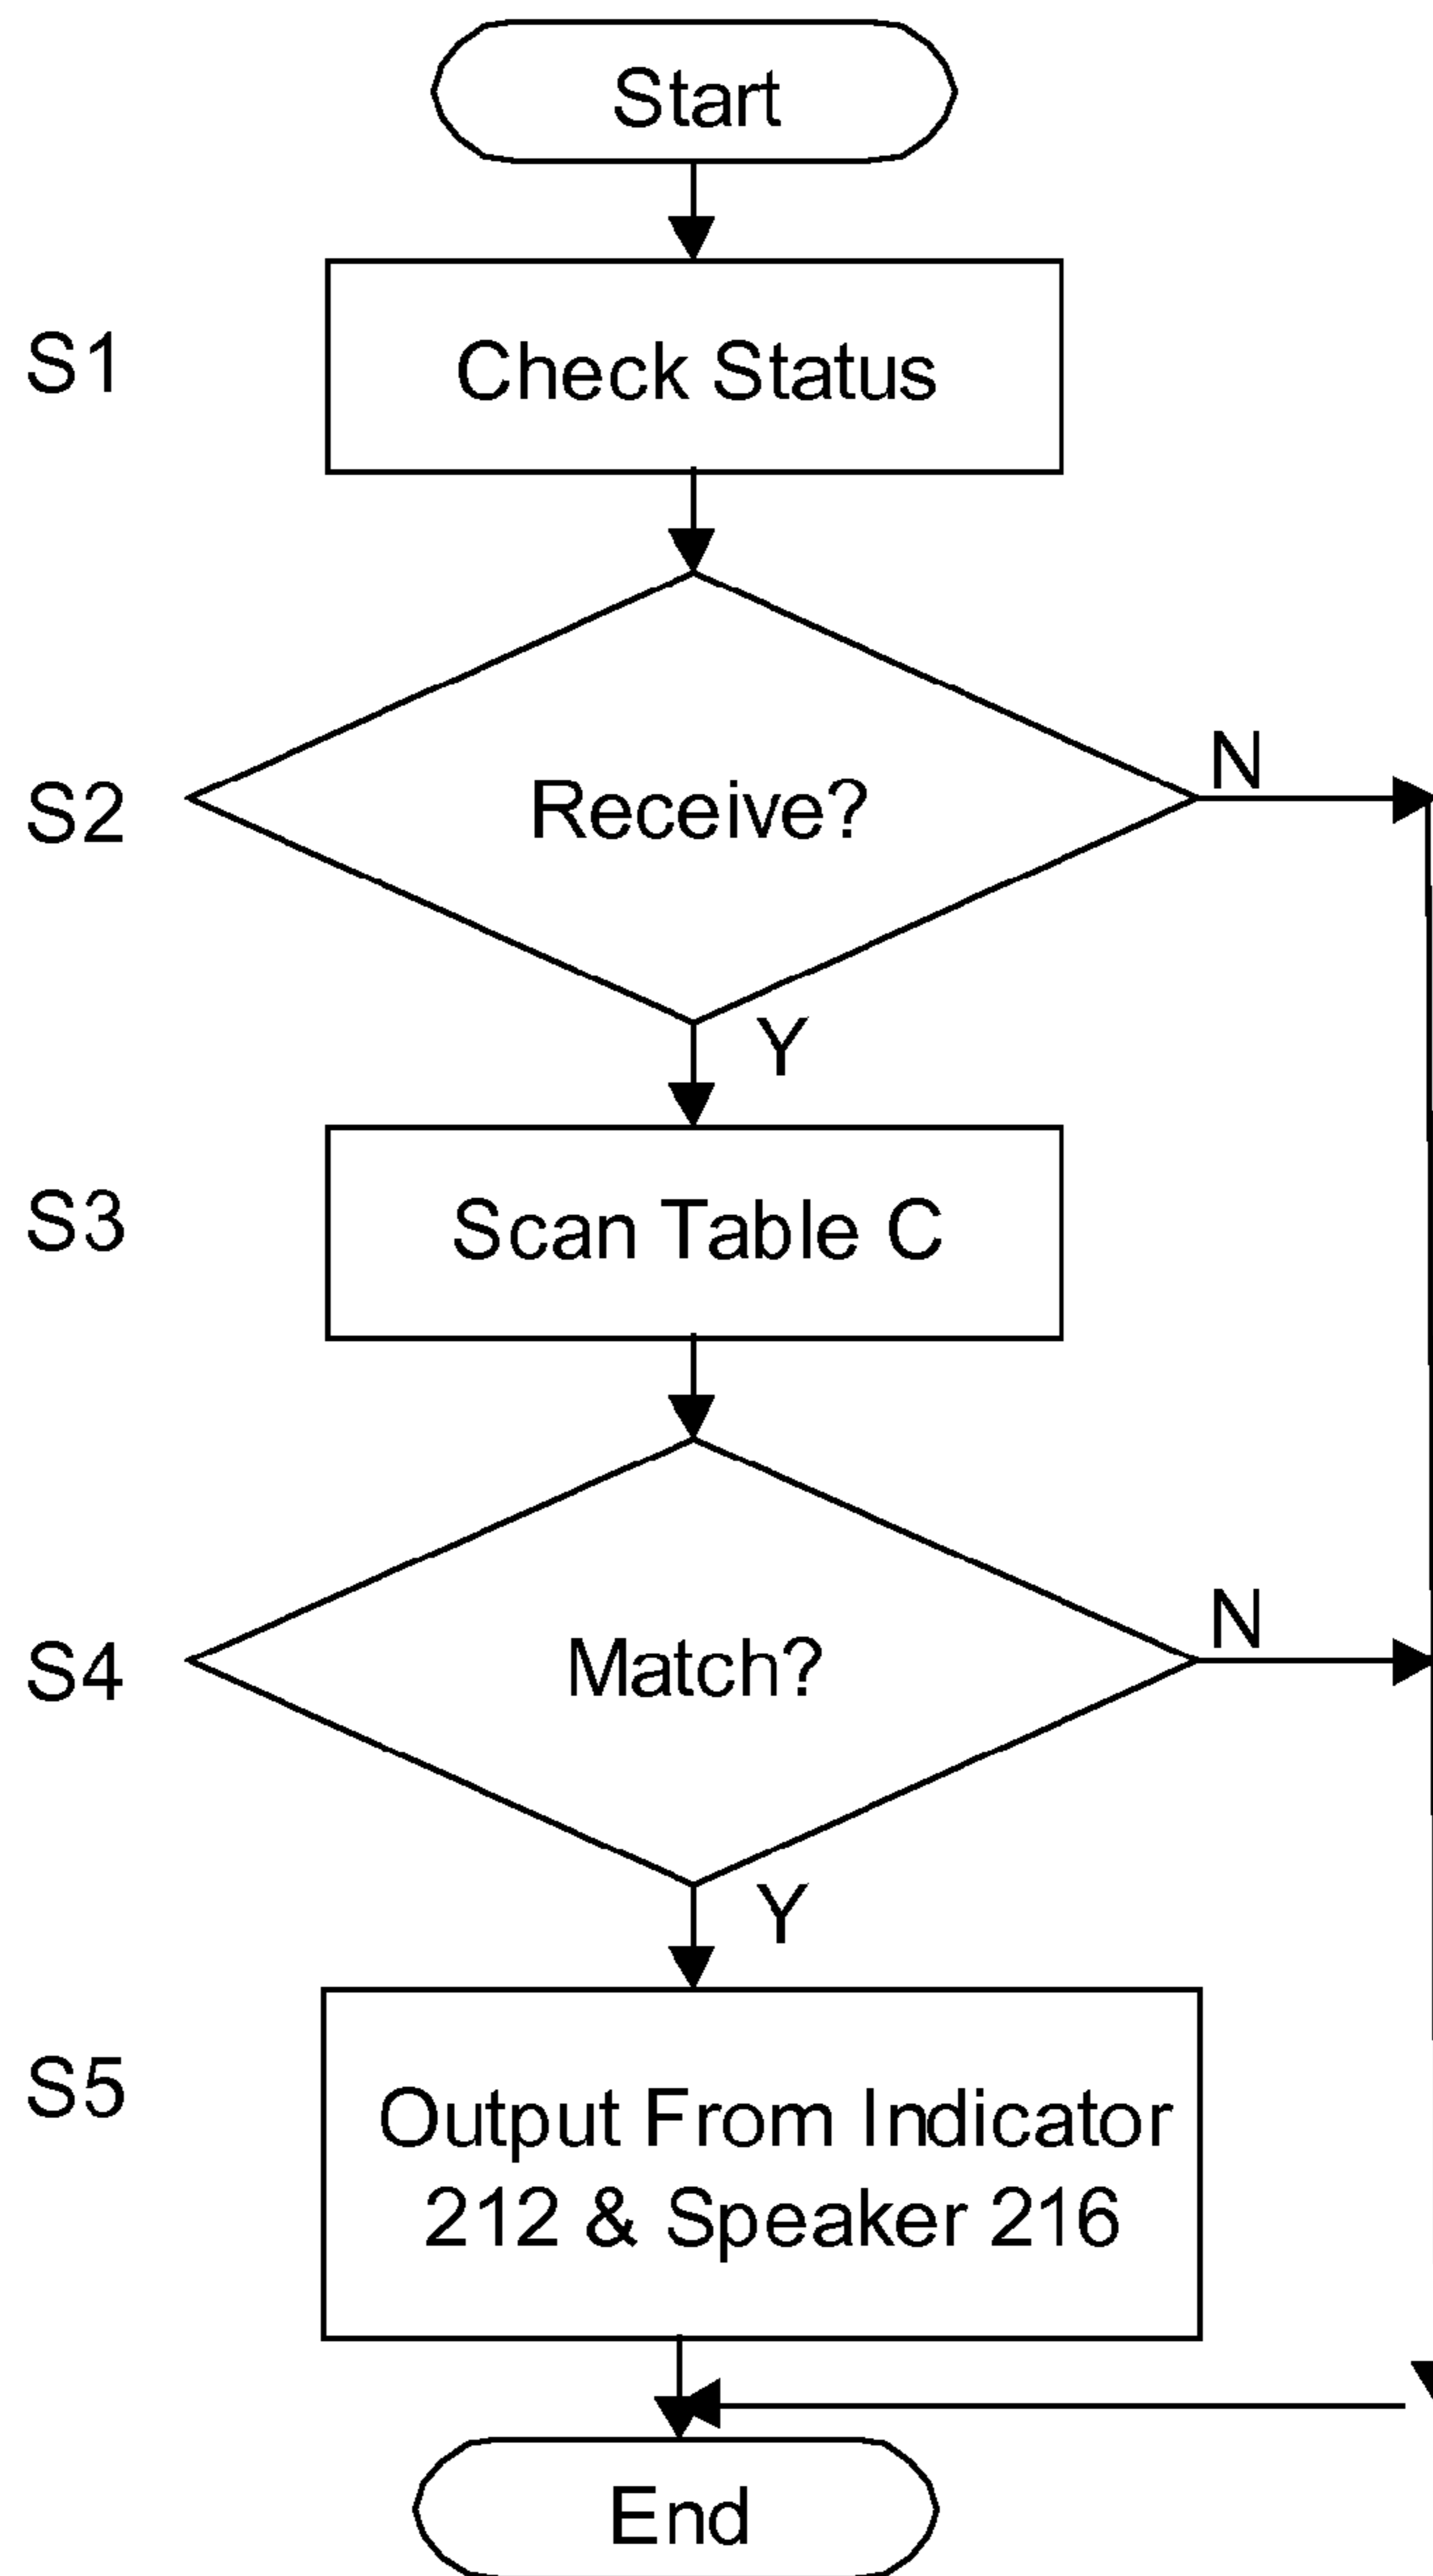 Start
S1
Check Status
S2
Receive?
N
Y
S3
Scan Table C
S4
Match?
N
Y
S5
Output From Indicator
212 & Speaker 216
End